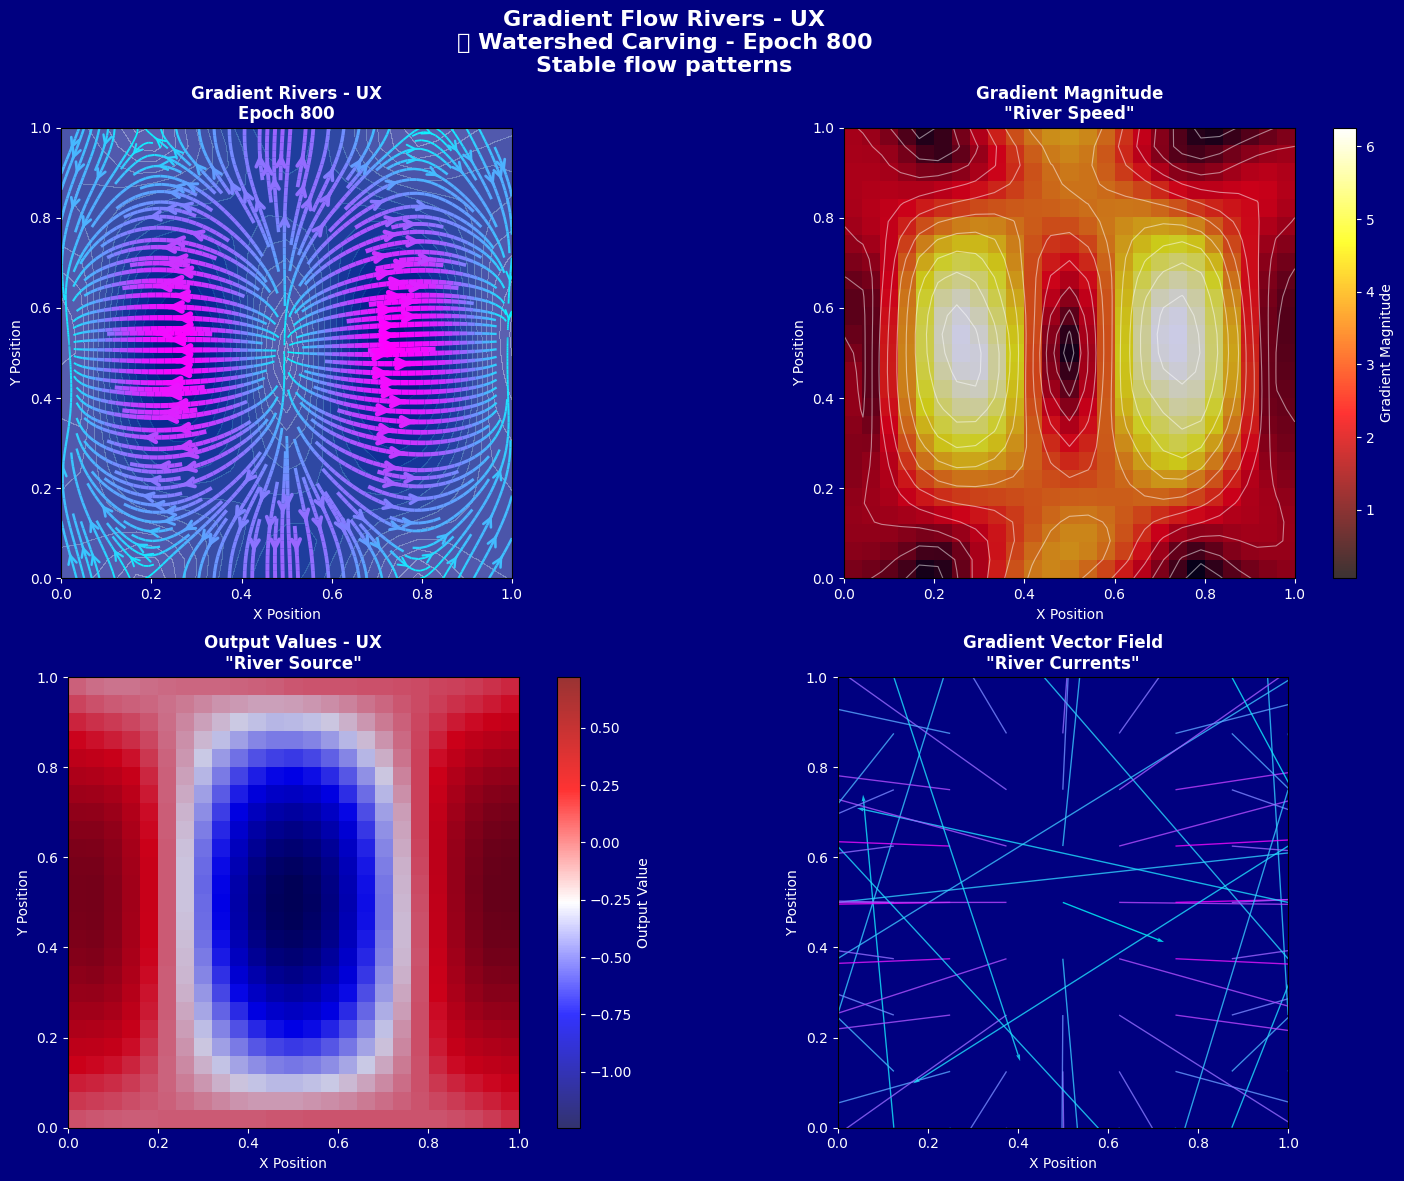 Gradient Flow Rivers - UX
▯ Watershed Carving - Epoch 800
Stable flow patterns
Gradient Rivers - UX
Epoch 800
1.0
0.8
0.6
0.4
0.2
0.0
Y Position
0.0 0.2 0.4 0.6 0.8 1.0
X Position
Gradient Magnitude
"River Speed"
1.0
0.8
0.6
0.4
0.2
0.0
Y Position
0.0 0.2 0.4 0.6 0.8 1.0
X Position
6
5
4
3
2
1
Gradient Magnitude
Output Values - UX
"River Source"
1.0
0.8
0.6
0.4
0.2
0.0
Y Position
0.0 0.2 0.4 0.6 0.8 1.0
X Position
0.50
0.25
0.00
−0.25
−0.50
−0.75
−1.00
Output Value
Gradient Vector Field
"River Currents"
1.0
0.8
0.6
0.4
0.2
0.0
Y Position
0.0 0.2 0.4 0.6 0.8 1.0
X Position